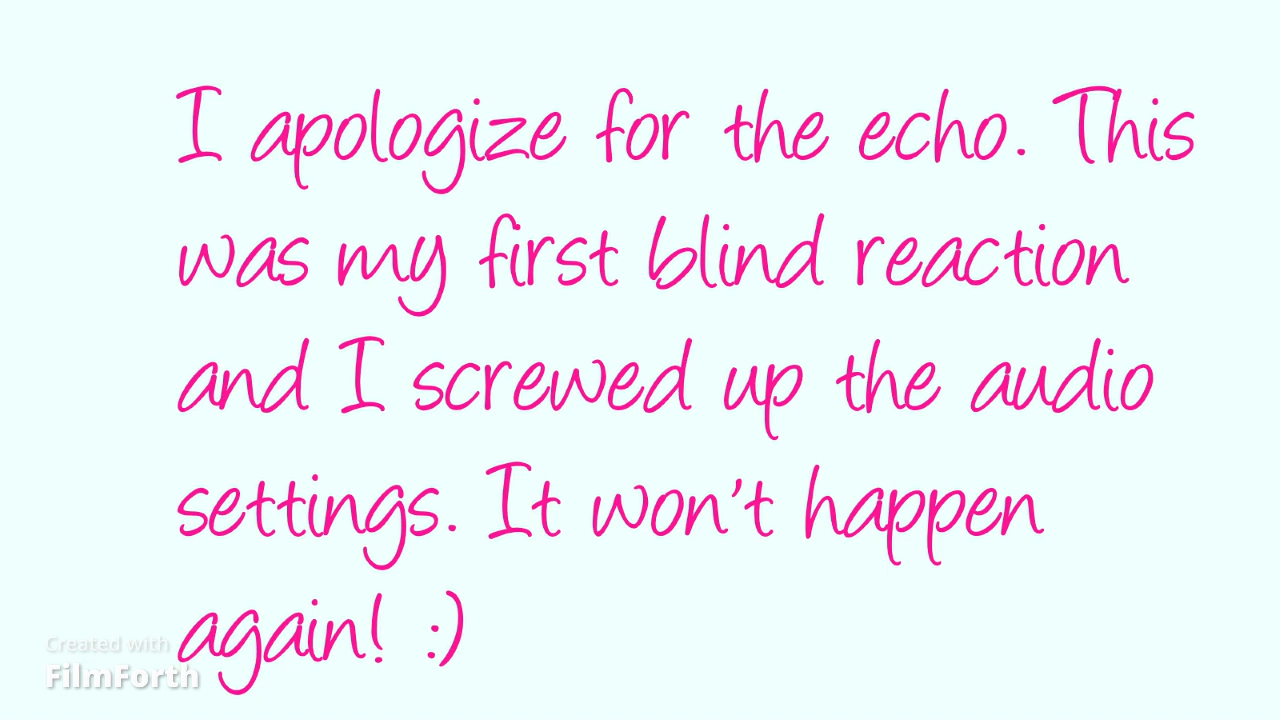 I apologize for the echo. This
was my first blind reaction
and I screwed up the audio
settings. It won't happen
again! :)
Created with
FilmForth